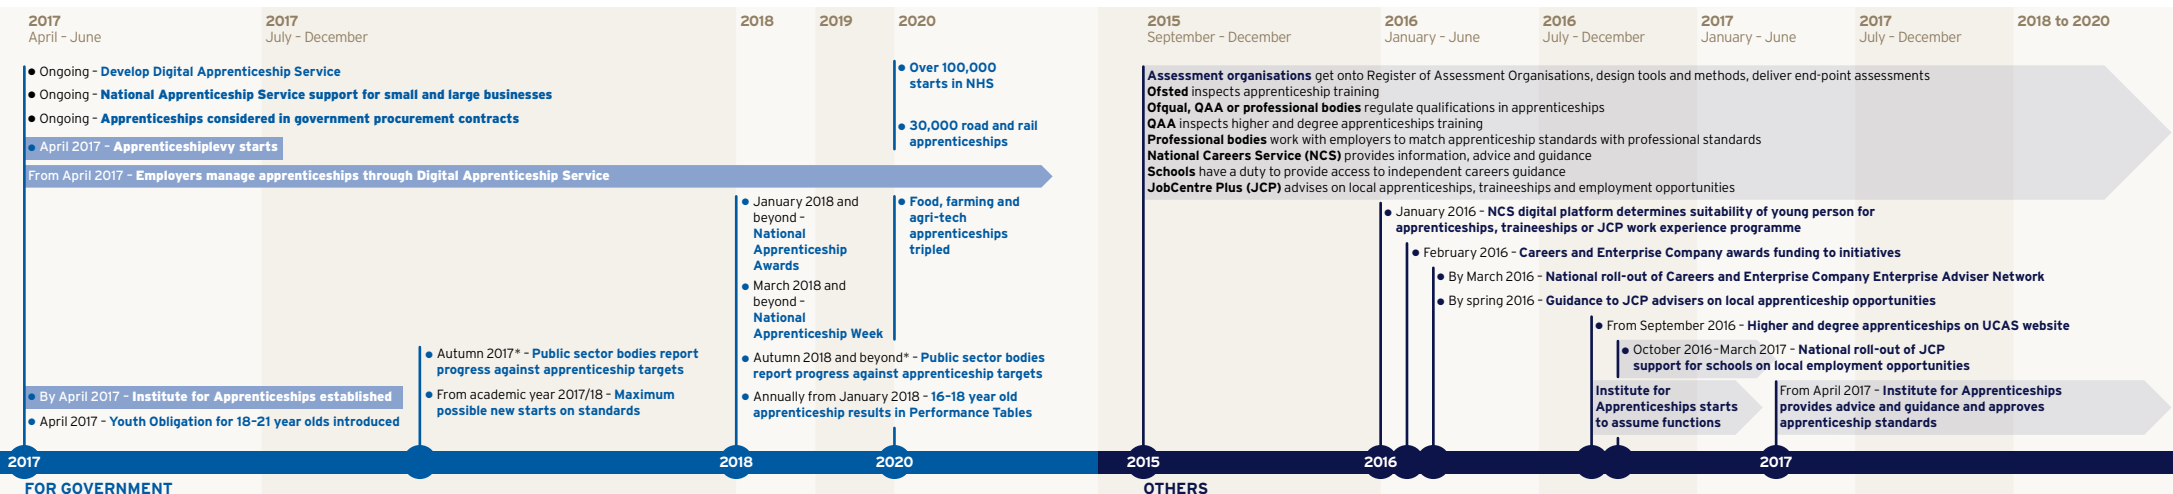 2017
April – June
2017
July – December
2018
2019
2020
Ongoing – Develop Digital Apprenticeship Service
Ongoing – National Apprenticeship Service support for small and large businesses
Ongoing – Apprenticeships considered in government procurement contracts
April 2017 – Apprenticeshiplevy starts
From April 2017 – Employers manage apprenticeships through Digital Apprenticeship Service
Over 100,000
starts in NHS
30,000 road and rail
apprenticeships
January 2018 and
beyond –
National
Apprenticeship
Awards
March 2018 and
beyond –
National
Apprenticeship Week
Food, farming and
agri-tech
apprenticeships
tripled
Autumn 2017* – Public sector bodies report
progress against apprenticeship targets
From academic year 2017/18 – Maximum
possible new starts on standards
Autumn 2018 and beyond* – Public sector bodies
report progress against apprenticeship targets
Annually from January 2018 – 16–18 year old
apprenticeship results in Performance Tables
By April 2017 – Institute for Apprenticeships established
April 2017 – Youth Obligation for 18–21 year olds introduced
2017
2018
2020
FOR GOVERNMENT
2015
September – December
2016
January – June
2016
July – December
2017
January – June
2017
July – December
2018 to 2020
Assessment organisations get onto Register of Assessment Organisations, design tools and methods, deliver end-point assessments
Ofsted inspects apprenticeship training
Ofqual, QAA or professional bodies regulate qualifications in apprenticeships
QAA inspects higher and degree apprenticeships training
Professional bodies work with employers to match apprenticeship standards with professional standards
National Careers Service (NCS) provides information, advice and guidance
Schools have a duty to provide access to independent careers guidance
JobCentre Plus (JCP) advises on local apprenticeships, traineeships and employment opportunities
January 2016 – NCS digital platform determines suitability of young person for
apprenticeships, traineeships or JCP work experience programme
February 2016 – Careers and Enterprise Company awards funding to initiatives
By March 2016 – National roll-out of Careers and Enterprise Company Enterprise Adviser Network
By spring 2016 – Guidance to JCP advisers on local apprenticeship opportunities
From September 2016 – Higher and degree apprenticeships on UCAS website
October 2016–March 2017 – National roll-out of JCP
support for schools on local employment opportunities
Institute for
Apprenticeships starts
to assume functions
From April 2017 – Institute for Apprenticeships
provides advice and guidance and approves
apprenticeship standards
2015
2016
2017
OTHERS